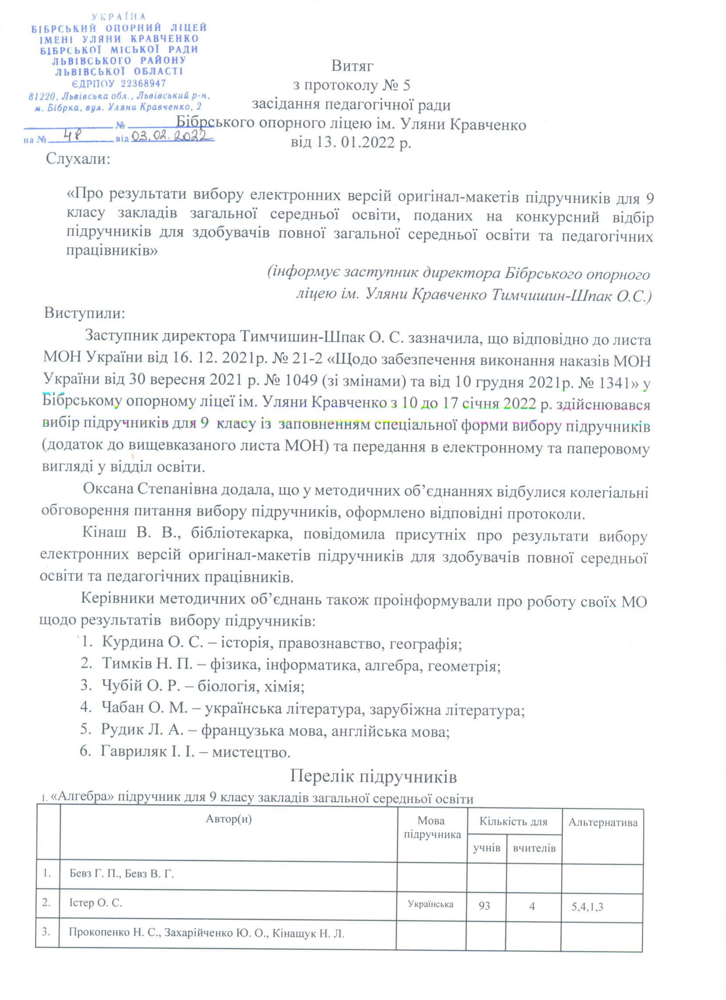 УКРАЇНА
БІБРСЬКИЙ ОПОРНИЙ ЛІЦЕЙ
ІМЕНІ УЛЯНИ КРАВЧЕНКО
БІБРСЬКОЇ МІСЬКОЇ РАДИ
ЛЬВІВСЬКОГО РАЙОНУ
ЛЬВІВСЬКОЇ ОБЛАСТІ
ЄДРПОУ 22368947
81220, Львівська обл., Львівський р-н,
м. Бібрка, вул. Уляни Кравченко, 2
№
на № 48 від 03.02.2022
Витяг
з протоколу № 5
засідання педагогічної ради
Бібрського опорного ліцею ім. Уляни Кравченко
від 13. 01.2022 р.
Слухали:
«Про результати вибору електронних версій оригінал-макетів підручників для 9
класу закладів загальної середньої освіти, поданих на конкурсний відбір
підручників для здобувачів повної загальної середньої освіти та педагогічних
працівників»
(інформує заступник директора Бібрського опорного
ліцею ім. Уляни Кравченко Тимчишин-Шпак О.С.)
Виступили:
Заступник директора Тимчишин-Шпак О. С. зазначила, що відповідно до листа
МОН України від 16. 12. 2021р. № 21-2 «Щодо забезпечення виконання наказів МОН
України від 30 вересня 2021 р. № 1049 (зі змінами) та від 10 грудня 2021р. № 1341» у
Бібрському опорному ліцеї ім. Уляни Кравченко з 10 до 17 січня 2022 р. здійснювався
вибір підручників для 9 класу із заповненням спеціальної форми вибору підручників
(додаток до вищевказаного листа МОН) та передання в електронному та паперовому
вигляді у відділ освіти.
Оксана Степанівна додала, що у методичних об’єднаннях відбулися колегіальні
обговорення питання вибору підручників, оформлено відповідні протоколи.
Кінаш В. В., бібліотекарка, повідомила присутніх про результати вибору
електронних версій оригінал-макетів підручників для здобувачів повної середньої
освіти та педагогічних працівників.
Керівники методичних об’єднань також проінформували про роботу своїх МО
щодо результатів вибору підручників:
1. Курдина О. С. – історія, правознавство, географія;
2. Тимків Н. П. – фізика, інформатика, алгебра, геометрія;
3. Чубій О. Р. – біологія, хімія;
4. Чабан О. М. – українська література, зарубіжна література;
5. Рудик Л. А. – французька мова, англійська мова;
6. Гавриляк І. І. – мистецтво.
Перелік підручників
1. «Алгебра» підручник для 9 класу закладів загальної середньої освіти
Автор(и) Мова Кількість для Альтернатива
підручника
учнів вчителів
1. Бевз Г. П., Бевз В. Г.
2. Істер О. С. Українська 93 4 5,4,1,3
3. Прокопенко Н. С., Захарійченко Ю. О., Кінащук Н. Л.